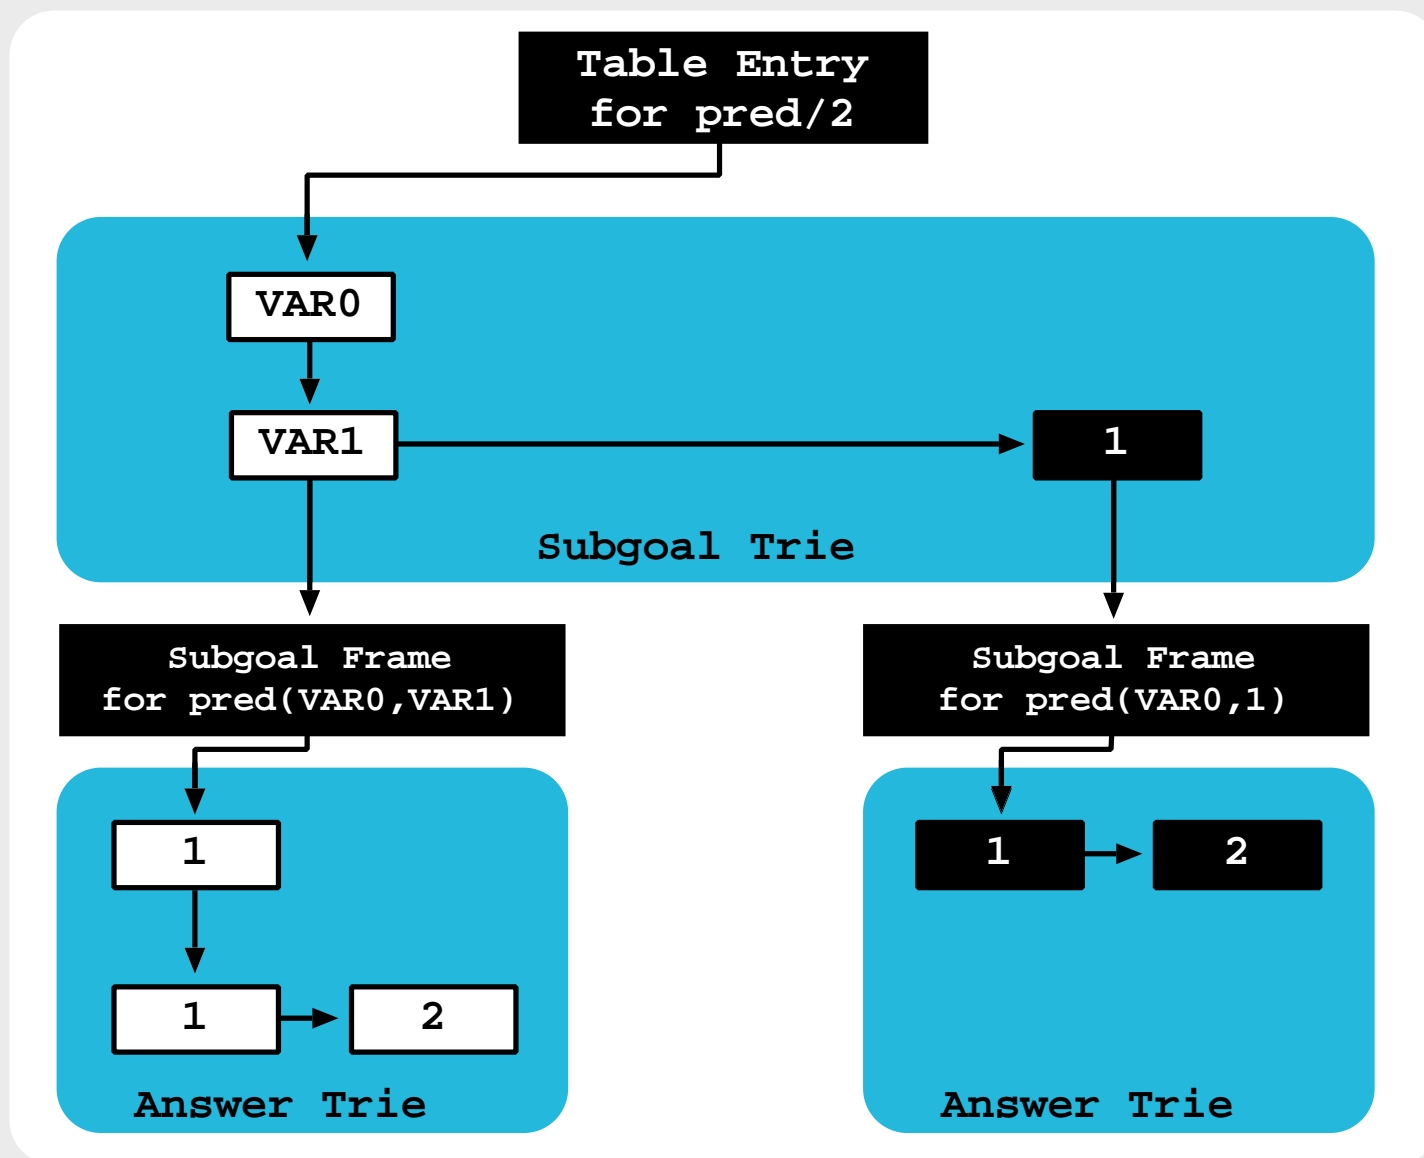 Table Entry
for pred/2
VAR0
VAR1
1
Subgoal Trie
Subgoal Frame
for pred(VAR0,VAR1)
Subgoal Frame
for pred(VAR0,1)
1
1
2
Answer Trie
1
2
Answer Trie